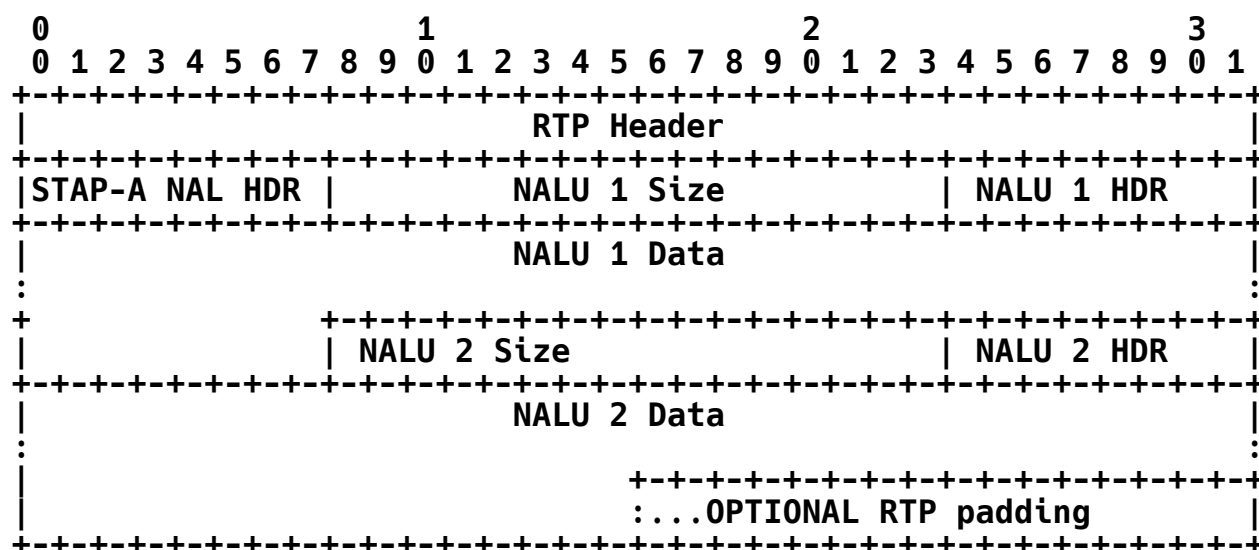 0                   1                   2                   3
 0 1 2 3 4 5 6 7 8 9 0 1 2 3 4 5 6 7 8 9 0 1 2 3 4 5 6 7 8 9 0 1
+-+-+-+-+-+-+-+-+-+-+-+-+-+-+-+-+-+-+-+-+-+-+-+-+-+-+-+-+-+-+-+-+
|                          RTP Header                           |
+-+-+-+-+-+-+-+-+-+-+-+-+-+-+-+-+-+-+-+-+-+-+-+-+-+-+-+-+-+-+-+-+
|STAP-A NAL HDR |         NALU 1 Size           | NALU 1 HDR    |
+-+-+-+-+-+-+-+-+-+-+-+-+-+-+-+-+-+-+-+-+-+-+-+-+-+-+-+-+-+-+-+-+
|                         NALU 1 Data                           |
:                                                               :
+               +-+-+-+-+-+-+-+-+-+-+-+-+-+-+-+-+-+-+-+-+-+-+-+-+
|               | NALU 2 Size                   | NALU 2 HDR    |
+-+-+-+-+-+-+-+-+-+-+-+-+-+-+-+-+-+-+-+-+-+-+-+-+-+-+-+-+-+-+-+-+
|                         NALU 2 Data                           |
:                                                               :
|                               +-+-+-+-+-+-+-+-+-+-+-+-+-+-+-+-+
|                               :...OPTIONAL RTP padding        |
+-+-+-+-+-+-+-+-+-+-+-+-+-+-+-+-+-+-+-+-+-+-+-+-+-+-+-+-+-+-+-+-+